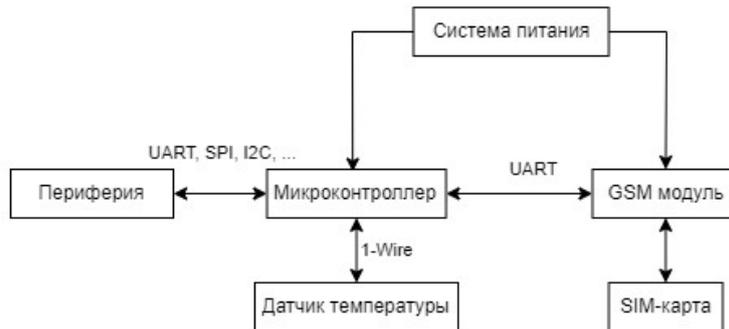 Система питания
UART, SPI, I2C, ...
Периферия
Микроконтроллер
UART
GSM модуль
1-Wire
Датчик температуры
SIM-карта